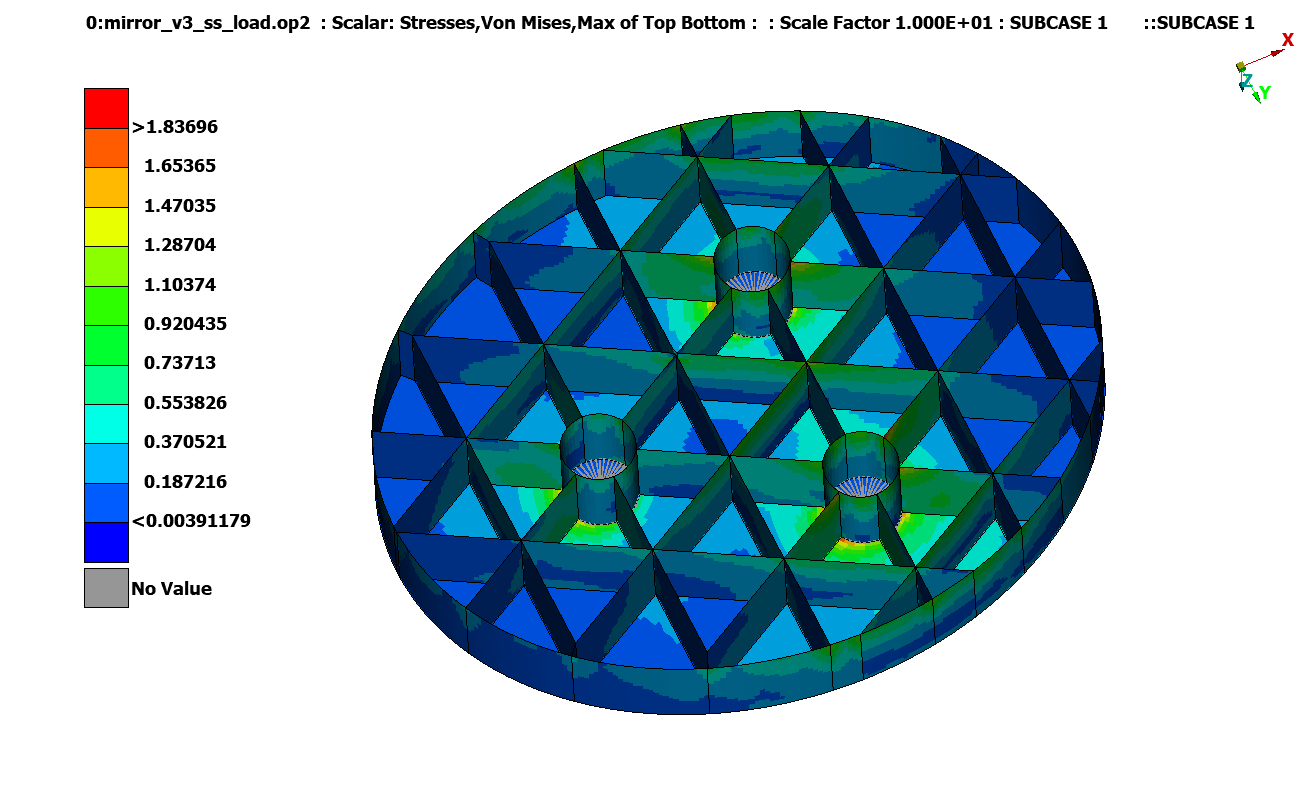 0:mirror_v3_ss_load.op2 : Scalar: Stresses,Von Mises,Max of Top Bottom : : Scale Factor 1.000E+01 : SUBCASE 1 ::SUBCASE 1
X
Z
Y
>1.83696
1.65365
1.47035
1.28704
1.10374
0.920435
0.73713
0.553826
0.370521
0.187216
<0.00391179
No Value